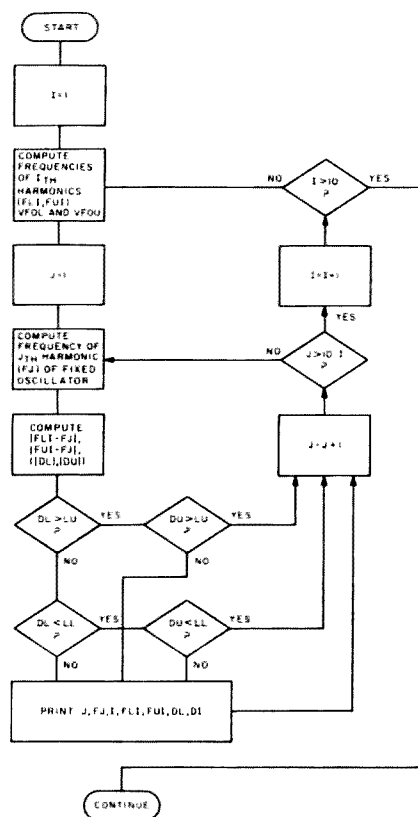 START
I=1
COMPUTE
FREQUENCIES
OF I TH
HARMONICS
(FLI,FUI)
VFOL AND VFOU
NO
I>10
?
YES
J=1
I=I+1
YES
COMPUTE
FREQUENCY OF
JTH HARMONIC
(FJ) OF FIXED
OSCILLATOR
NO
J>10
?
COMPUTE
|FLI-FJ|,
|FUI-FJ|,
(|DL|,|DU|)
J=J+1
DL>LU
?
YES
DU>LU
?
YES
NO
NO
DL<LL
?
YES
DU<LL
?
YES
NO
NO
PRINT J,FJ,I,FLI,FUI,DL,D
CONTINUE